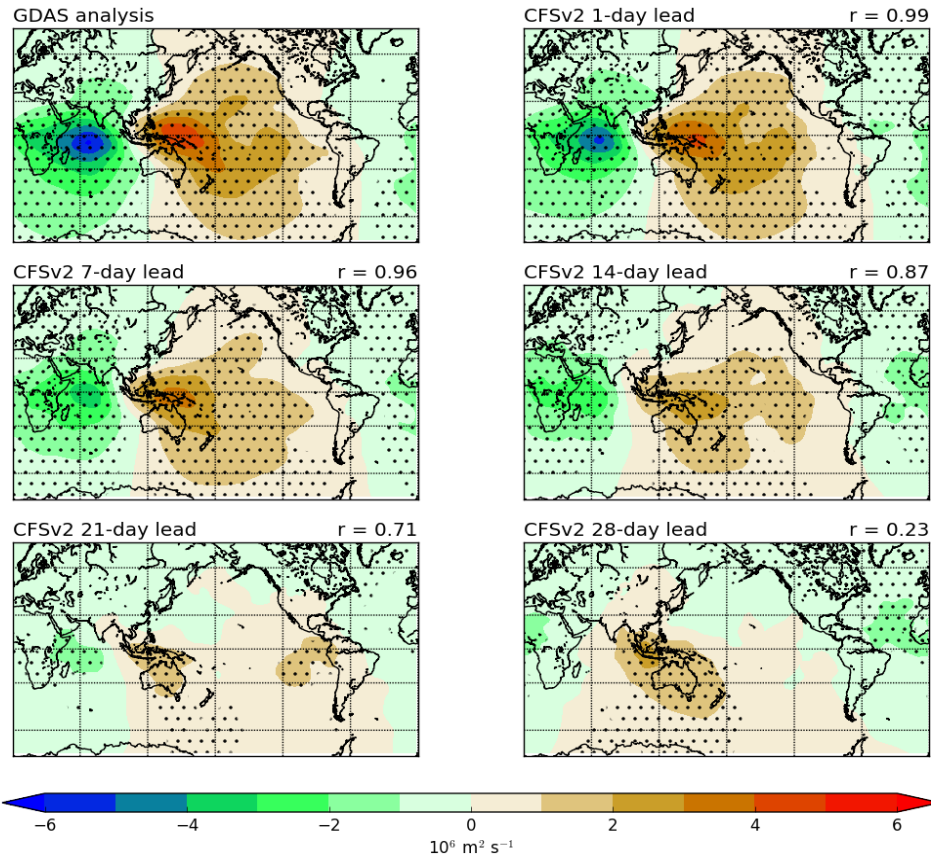 GDAS analysis
CFSv2 1-day lead r = 0.99
CFSv2 7-day lead r = 0.96
CFSv2 14-day lead r = 0.87
CFSv2 21-day lead r = 0.71
CFSv2 28-day lead r = 0.23
−6 −4 −2 0 2 4 6
10⁶ m² s⁻¹